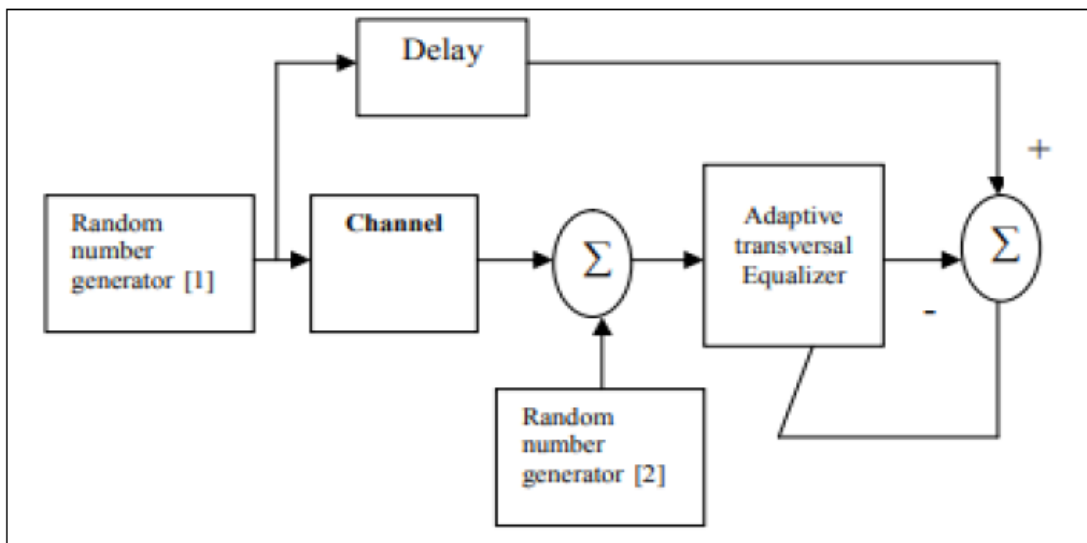 Delay
+
Random
number
generator [1]
Channel
Σ
Adaptive
transversal
Equalizer
Σ
-
Random
number
generator [2]